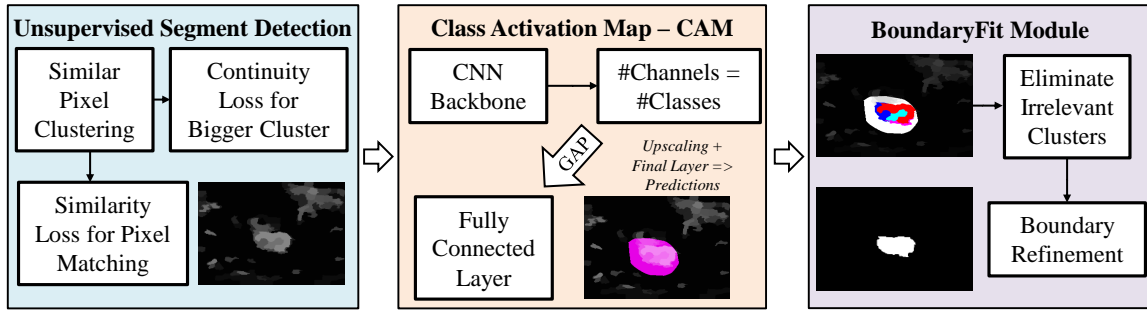 Unsupervised Segment Detection
Similar
Pixel
Clustering
Continuity
Loss for
Bigger Cluster
Similarity
Loss for Pixel
Matching
Class Activation Map – CAM
CNN
Backbone
#Channels =
#Classes
GAP
Upscaling +
Final Layer =>
Predictions
Fully
Connected
Layer
BoundaryFit Module
Eliminate
Irrelevant
Clusters
Boundary
Refinement